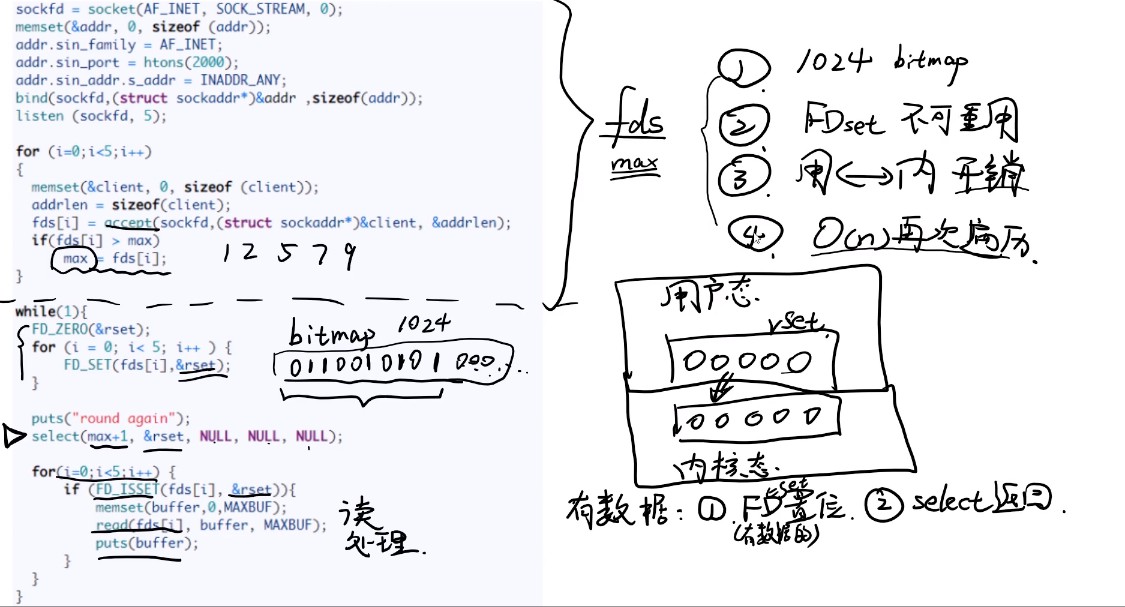 sockfd = socket(AF_INET, SOCK_STREAM, 0);
memset(&addr, 0, sizeof (addr));
addr.sin_family = AF_INET;
addr.sin_port = htons(2000);
addr.sin_addr.s_addr = INADDR_ANY;
bind(sockfd,(struct sockaddr*)&addr ,sizeof(addr));
listen (sockfd, 5);
for (i=0;i<5;i++)
{
memset(&client, 0, sizeof (client));
addrlen = sizeof(client);
fds[i] = accept(sockfd,(struct sockaddr*)&client, &addrlen);
if(fds[i] > max)
max = fds[i];
}
1 2 5 7 9
while(1){
FD_ZERO(&rset);
for (i = 0; i< 5; i++ ) {
FD_SET(fds[i],&rset);
}
bitmap 1024
0110010101 000...
puts("round again");
select(max+1, &rset, NULL, NULL, NULL);
for(i=0;i<5;i++) {
if (FD_ISSET(fds[i], &rset)){
memset(buffer,0,MAXBUF);
read(fds[i], buffer, MAXBUF);
puts(buffer);
}
}
}
读
处理.
fds
max
① 1024 bitmap
② FDset 不可重用
③ 用<->内 开销
④ O(n)再次遍历.
用户态.
rset.
00000
00000
内核态.
有数据: ① FD置位. ② select返回.
set
(有数据的)